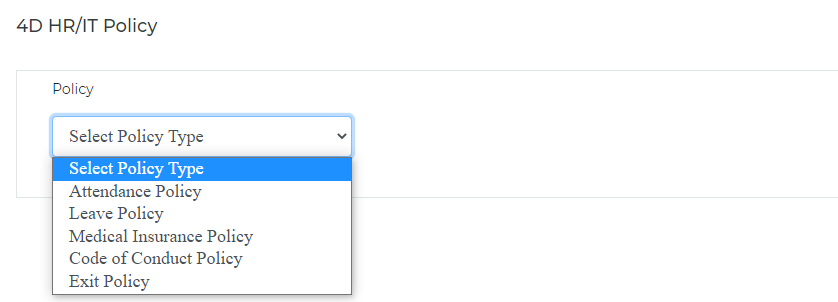 4D HR/IT Policy
Policy
Select Policy Type
Select Policy Type
Attendance Policy
Leave Policy
Medical Insurance Policy
Code of Conduct Policy
Exit Policy